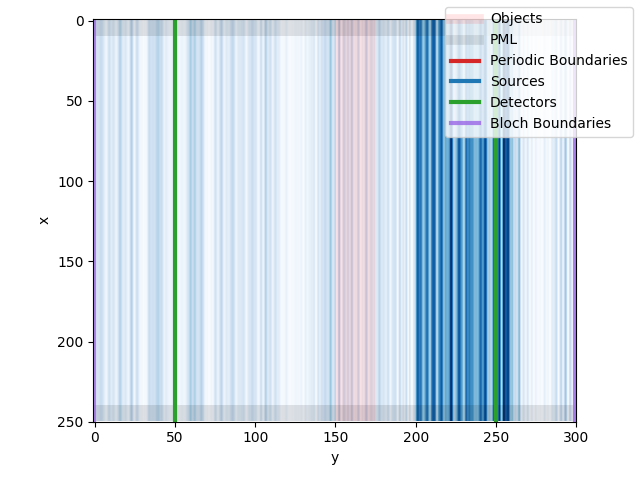 Objects
PML
Periodic Boundaries
Sources
Detectors
Bloch Boundaries
0
50
100
150
200
250
x
0
50
100
150
200
250
300
y